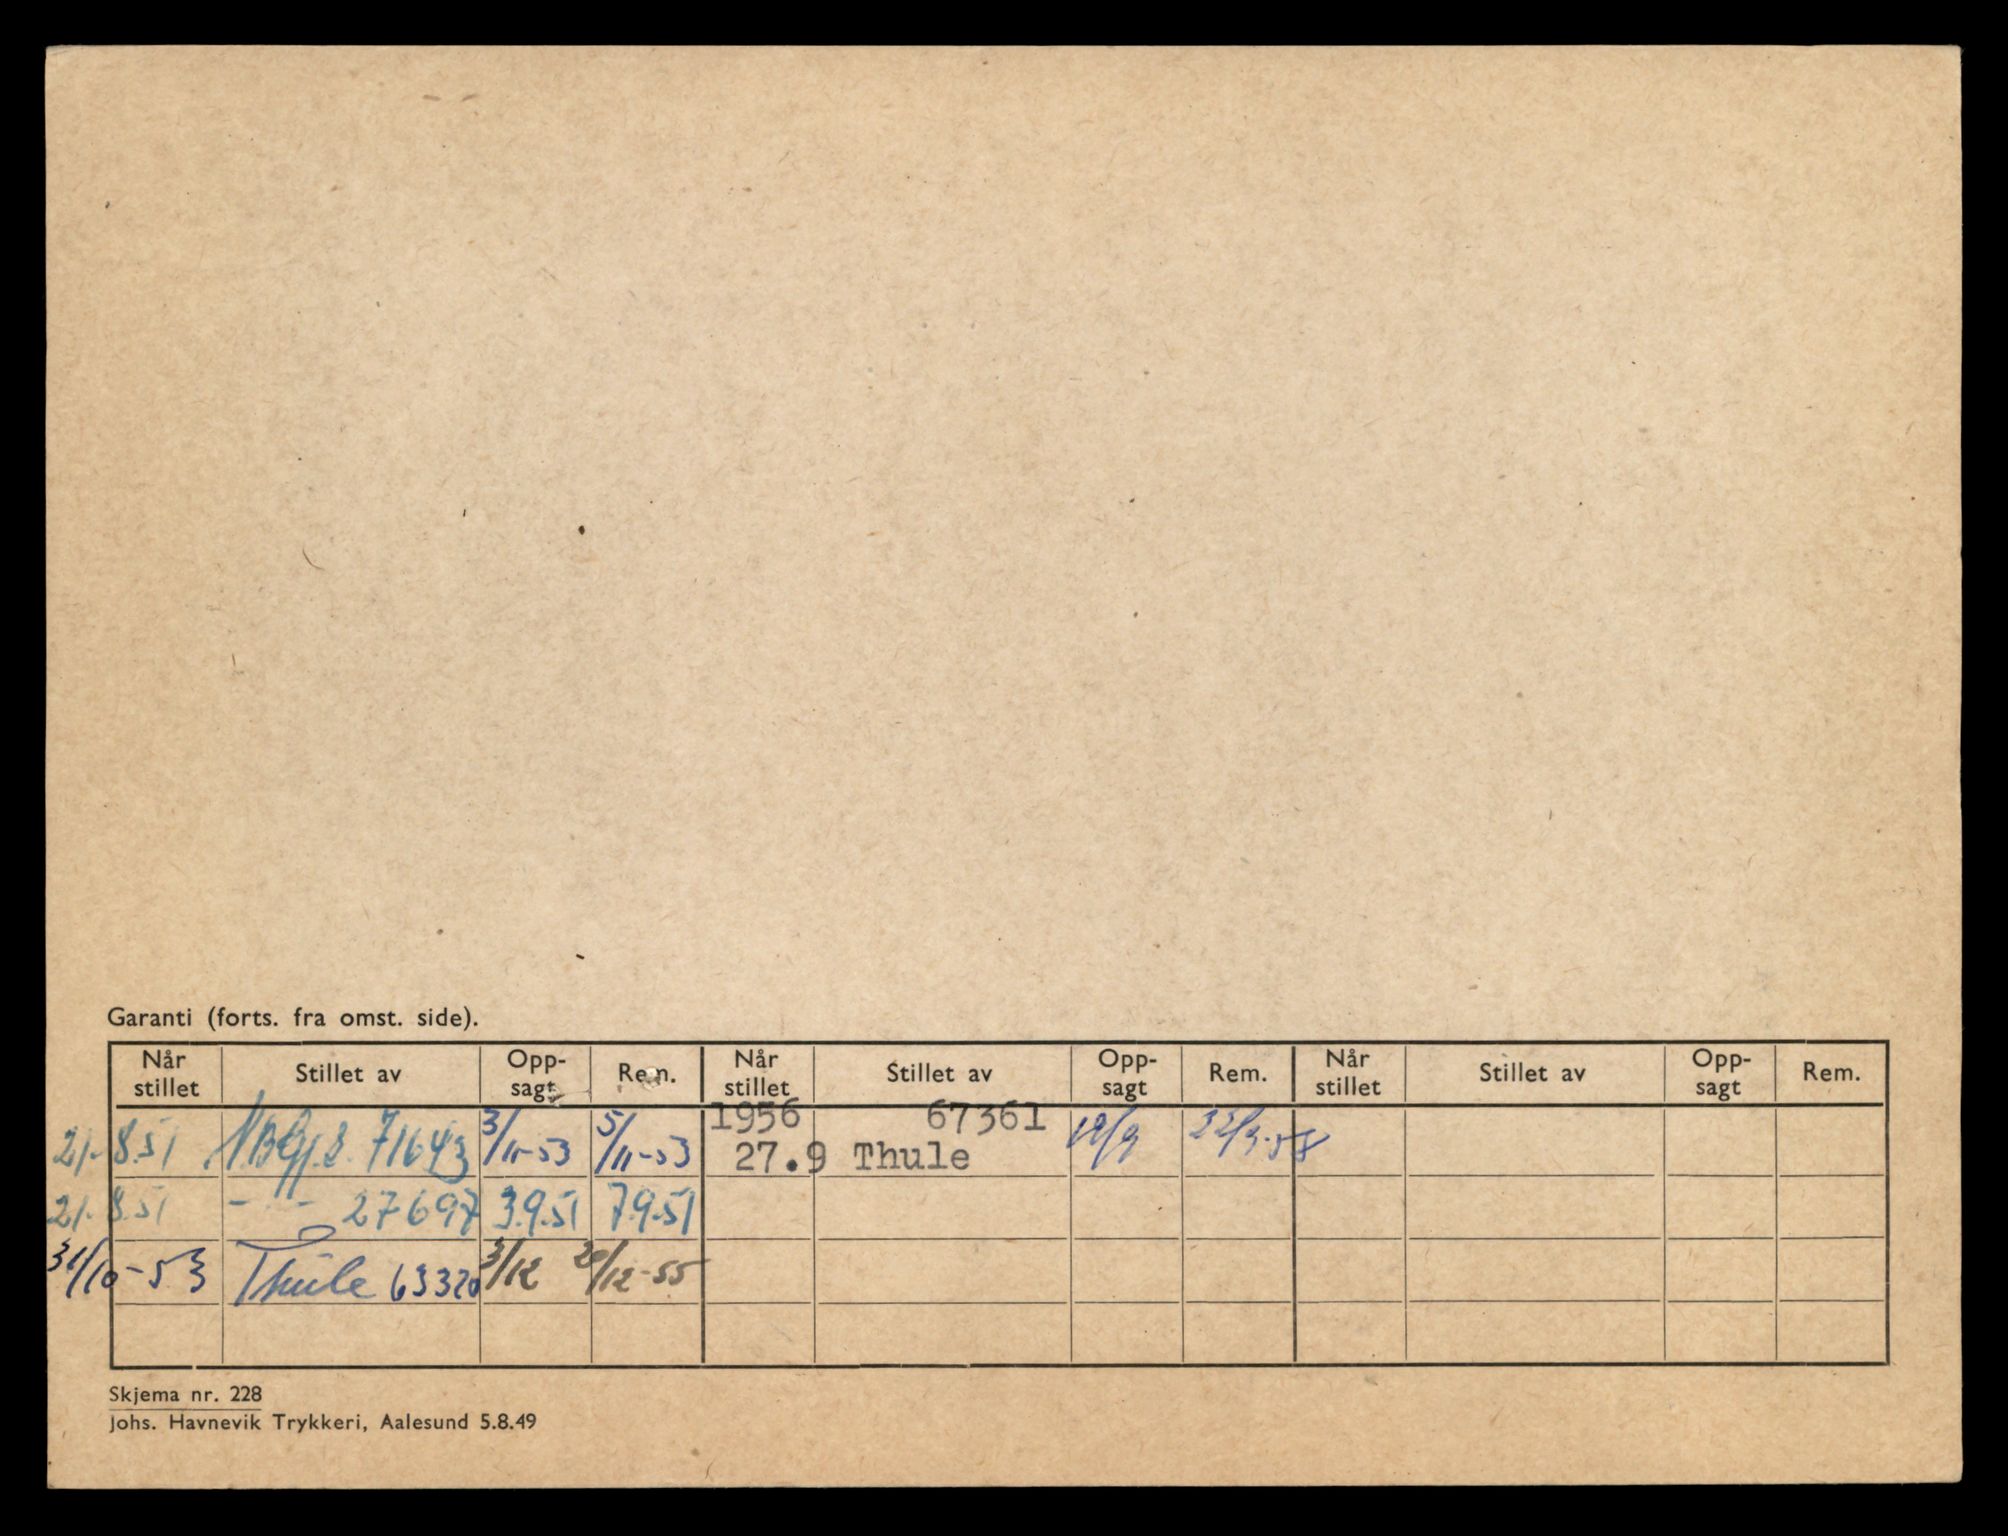 Garanti (forts. fra omst. side).
Når stillet Stillet av Opp-sagt Rem. Når stillet Stillet av Opp-sagt Rem. Når stillet Stillet av Opp-sagt Rem.
21.8.51 71643 3/11-53 5/11-53 1956 27.9 67361 Thule
21.8.51 - " - 27697 3.9.51 7.9.51
31/10-53 Thule 63320 3/12 20/12-55
Skjema nr. 228
Johs. Havnevik Trykkeri, Aalesund 5.8.49